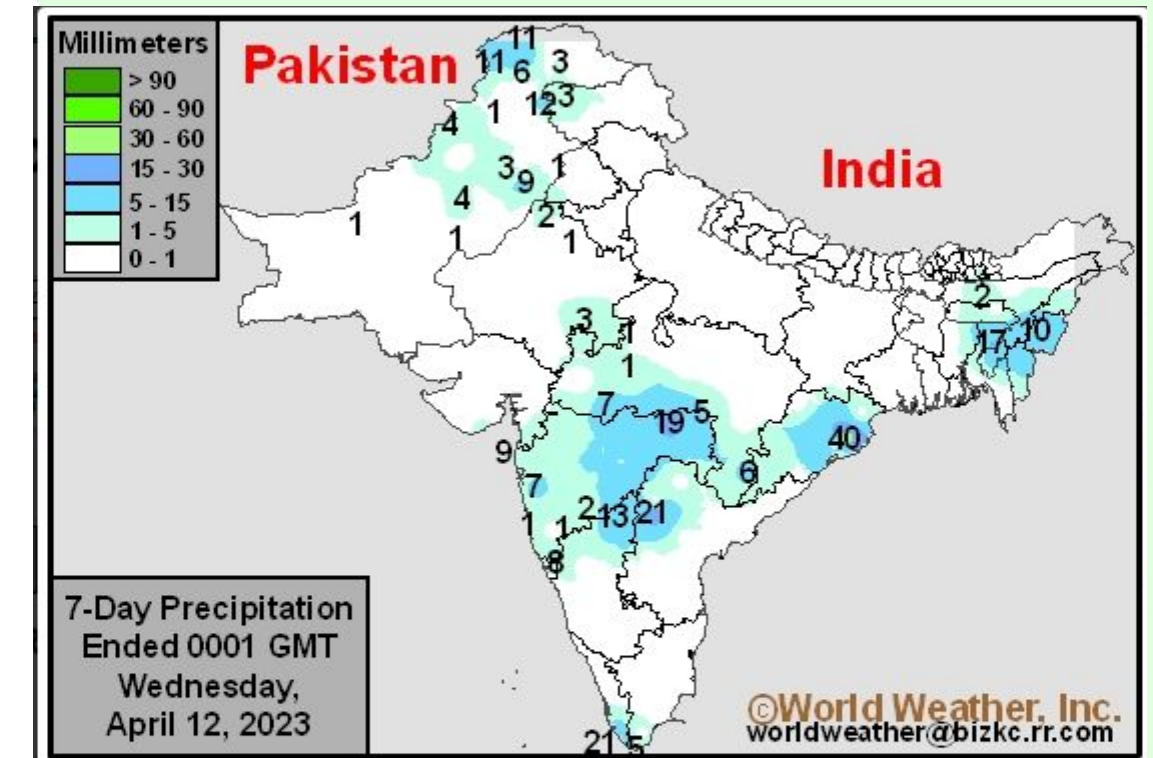 Millimeters
> 90
60 - 90
30 - 60
15 - 30
5 - 15
1 - 5
0 - 1
Pakistan
India
11
11
6
3
12
3
1
4
3
9
1
4
2
1
1
1
3
1
1
2
17
10
7
5
19
40
9
7
6
2
13
21
1
1
8
21
5
7-Day Precipitation
Ended 0001 GMT
Wednesday,
April 12, 2023
©World Weather, Inc.
worldweather@bizkc.rr.com